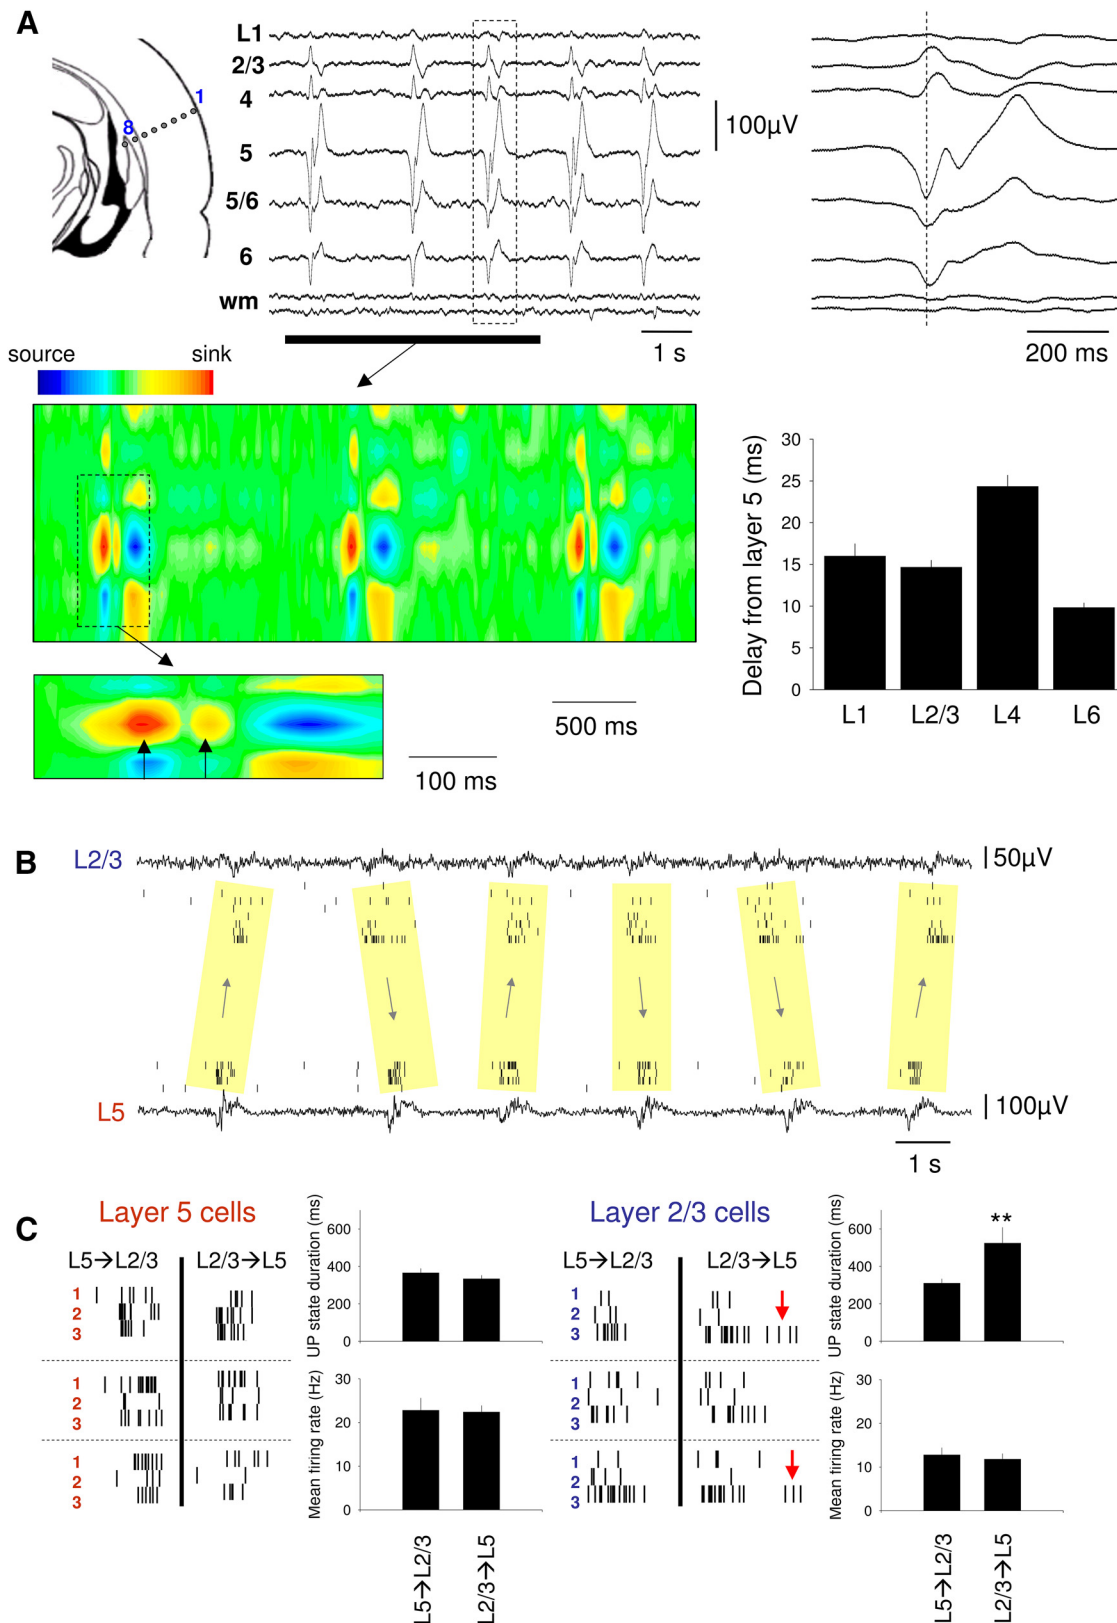 A
L1
2/3
4
5
5/6
6
wm
1
8
100µV
1 s
200 ms
source sink
500 ms
100 ms
Delay from layer 5 (ms)
30
25
20
15
10
5
0
L1 L2/3 L4 L6
B
L2/3
50µV
L5
100µV
1 s
C
Layer 5 cells
L5→L2/3 L2/3→L5
1
2
3
1
2
3
1
2
3
UP state duration (ms)
600
400
200
0
Mean firing rate (Hz)
30
20
10
0
L5→L2/3
L2/3→L5
Layer 2/3 cells
L5→L2/3 L2/3→L5
1
2
3
1
2
3
1
2
3
UP state duration (ms)
600
400
200
0
**
Mean firing rate (Hz)
30
20
10
0
L5→L2/3
L2/3→L5